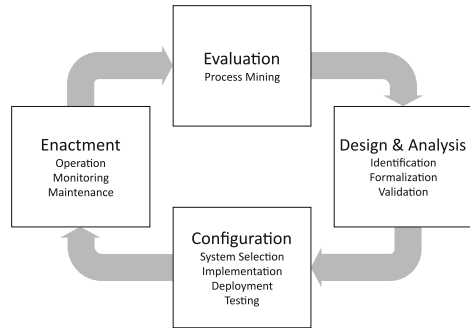 Evaluation
Process Mining
Design & Analysis
Identification
Formalization
Validation
Configuration
System Selection
Implementation
Deployment
Testing
Enactment
Operation
Monitoring
Maintenance